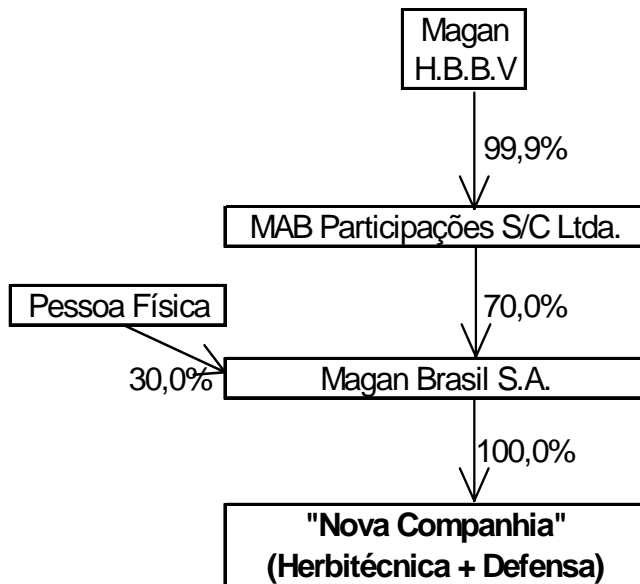 Magan
H.B.B.V
99,9%
MAB Participações S/C Ltda.
Pessoa Física
70,0%
30,0%
Magan Brasil S.A.
100,0%
"Nova Companhia"
(Herbitécnica + Defensa)